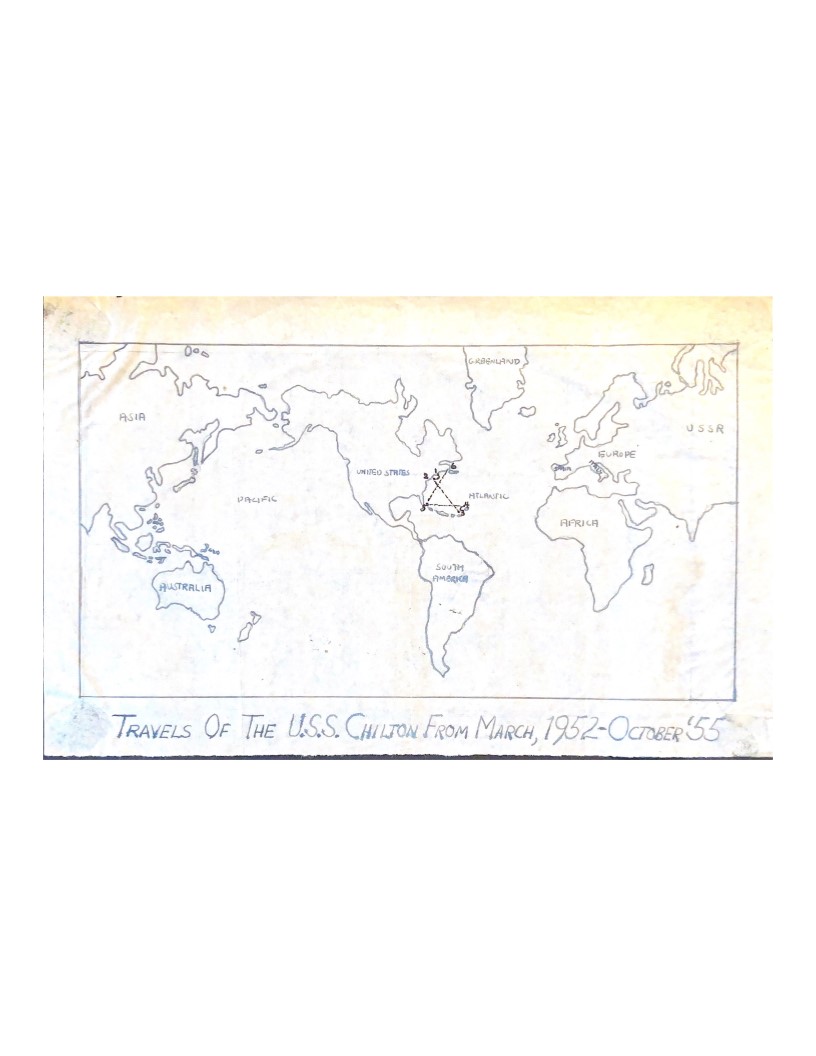 GREENLAND
ASIA
USSR
EUROPE
UNITED STATES
PACIFIC
ATLANTIC
AFRICA
SOUTH
AMERICA
AUSTRALIA
TRAVELS OF THE U.S.S. CHILTON FROM MARCH, 1952-OCTOBER '55